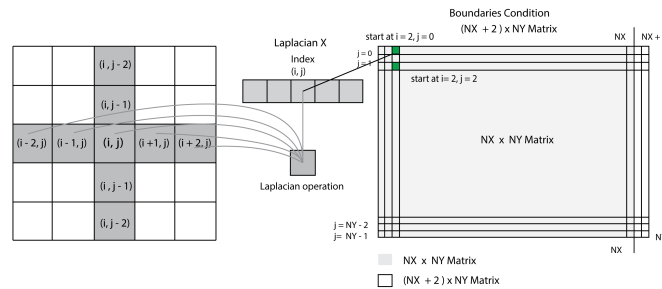 Boundaries Condition
(NX + 2) x NY Matrix
Laplacian X
Index
(i, j)
start at i = 2, j = 0
NX
NX +
j = 0
j = 1
start at i= 2, j = 2
(i , j - 2)
(i, j - 1)
(i - 2, j)
(i - 1, j)
(i, j)
(i +1, j)
(i + 2, j)
(i , j - 1)
(i , j - 2)
Laplacian operation
NX x NY Matrix
j = NY - 2
j= NY - 1
N
NX
NX x NY Matrix
(NX + 2 ) x NY Matrix